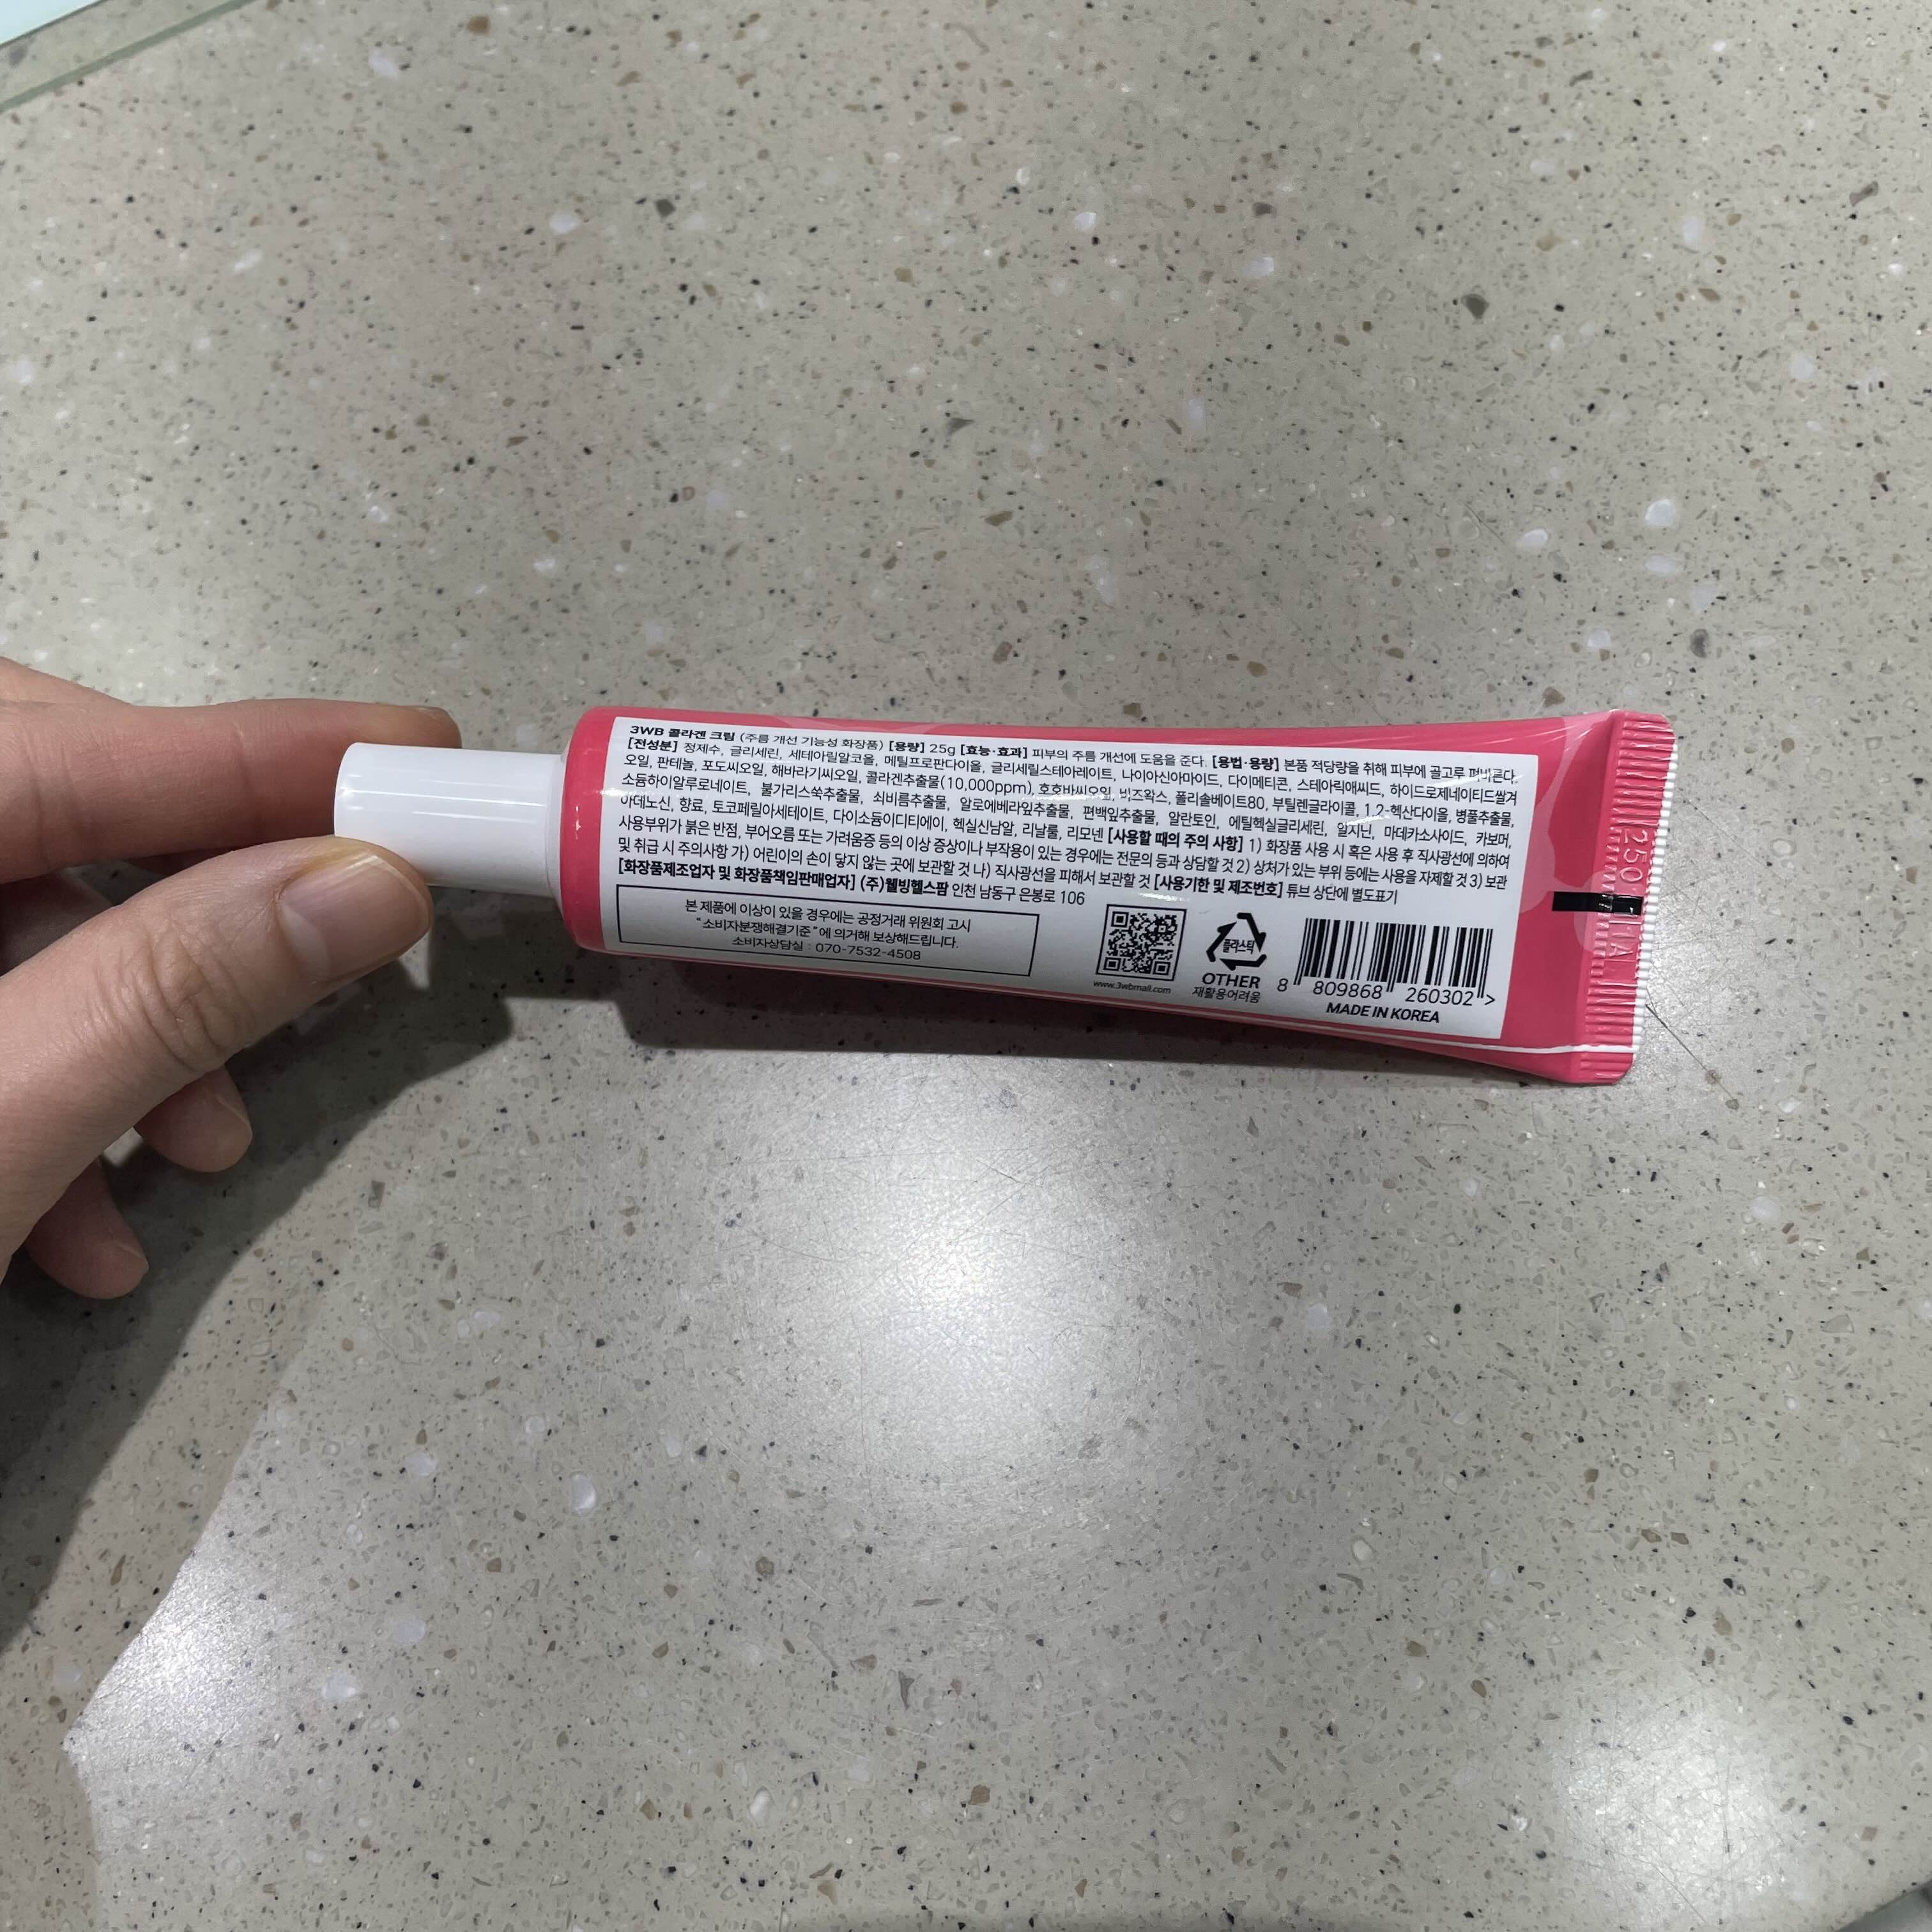 3WB 콜라겐 크림 (주름 개선 기능성 화장품) [용량] 25g [효능·효과] 피부의 주름 개선에 도움을 준다. [용법·용량] 본품 적당량을 취해 피부에 골고루 펴바른다.
[전성분] 정제수, 글리세린, 세테아릴알코올, 메틸프로판다이올, 글리세릴스테아레이트, 나이아신아마이드, 다이메티콘, 스테아릭애씨드, 하이드로제네이티드쌀겨
오일, 판테놀, 포도씨오일, 해바라기씨오일, 콜라겐추출물(10,000ppm), 호호바씨오일, 비즈왁스, 폴리솔베이트80, 부틸렌글라이콜, 1,2-헥산다이올, 병풀추출물,
소듐하이알루로네이트, 불가리스쑥추출물, 쇠비름추출물, 알로에베라잎추출물, 편백잎추출물, 알란토인, 에틸헥실글리세린, 알지닌, 마데카소사이드, 카보머,
아데노신, 향료, 토코페릴아세테이트, 다이소듐이디티에이, 헥실신남알, 리날룰, 리모넨 [사용할 때의 주의 사항] 1) 화장품 사용 시 혹은 사용 후 직사광선에 의하여
사용부위가 붉은 반점, 부어오름 또는 가려움증 등의 이상 증상이나 부작용이 있는 경우에는 전문의 등과 상담할 것 2) 상처가 있는 부위 등에는 사용을 자제할 것 3) 보관
및 취급 시 주의사항 가) 어린이의 손이 닿지 않는 곳에 보관할 것 나) 직사광선을 피해서 보관할 것 [사용기한 및 제조번호] 튜브 상단에 별도표기
[화장품제조업자 및 화장품책임판매업자] (주)웰빙헬스팜 인천 남동구 은봉로 106
본 제품에 이상이 있을 경우에는 공정거래 위원회 고시
"소비자분쟁해결기준"에 의거해 보상해드립니다.
소비자상담실 : 070-7532-4508
www.3wbmall.com
플라스틱
OTHER
재활용어려움
8 809868 260302 >
MADE IN KOREA